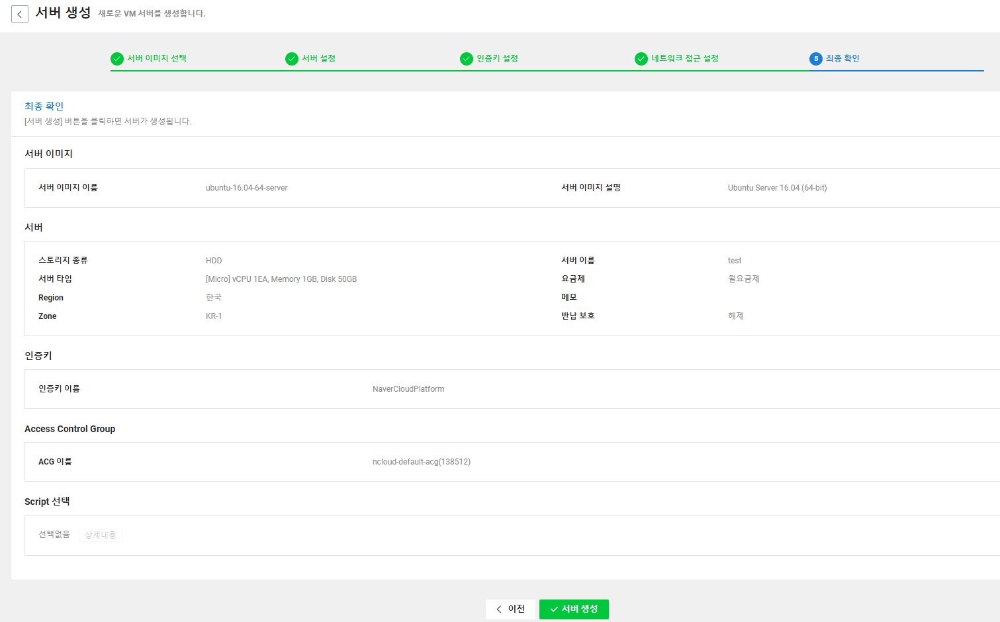 서버 생성 새로운 VM 서버를 생성합니다.
서버 이미지 선택 서버 설정 인증키 설정 네트워크 접근 설정 5 최종 확인
최종 확인
[서버 생성] 버튼을 클릭하면 서버가 생성됩니다.
서버 이미지
서버 이미지 이름 ubuntu-16.04-64-server 서버 이미지 설명 Ubuntu Server 16.04 (64-bit)
서버
스토리지 종류 HDD 서버 이름 test
서버 타입 [Micro] vCPU 1EA, Memory 1GB, Disk 50GB 요금제 월요금제
Region 한국 메모
Zone KR-1 반납 보호 해제
인증키
인증키 이름 NaverCloudPlatform
Access Control Group
ACG 이름 ncloud-default-acg(138512)
Script 선택
선택없음 상세내용
이전 서버 생성